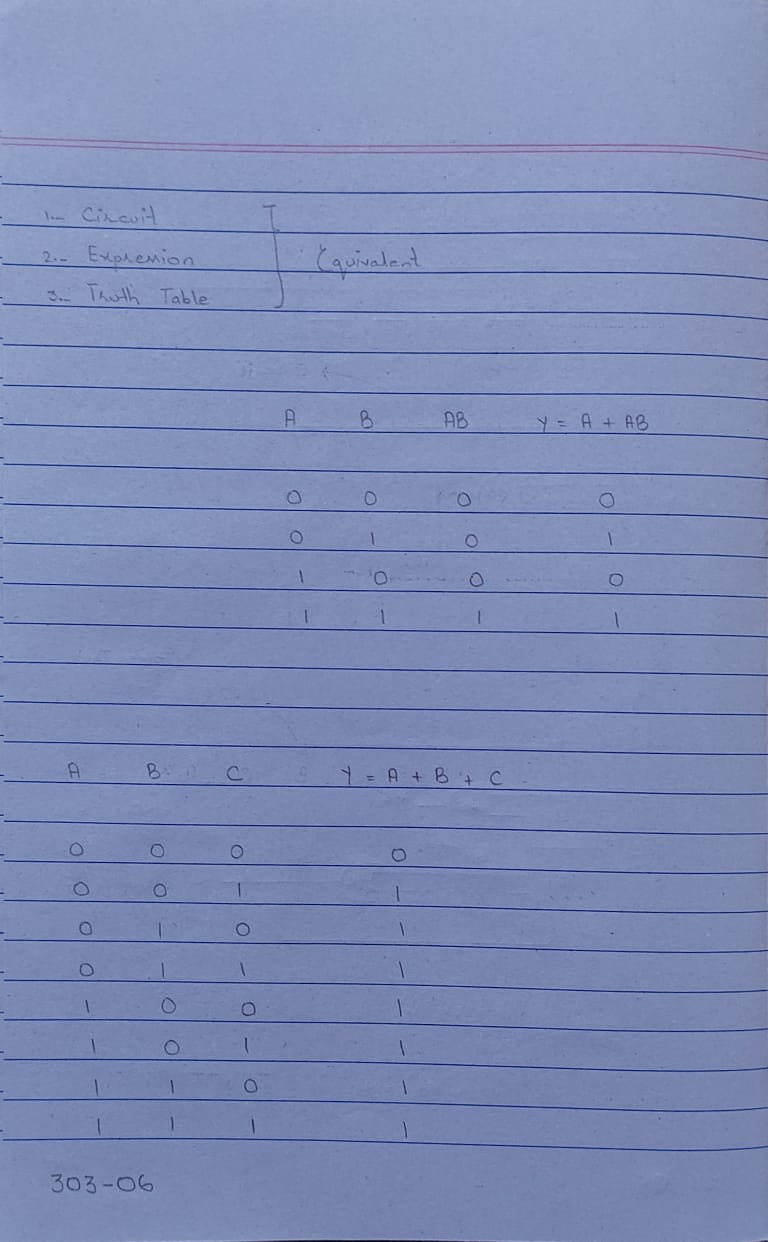 1.- Circuit
2.- Expression
3.- Truth Table
Equivalent
A B AB Y = A + AB
0 0 0 0
0 1 0 1
1 0 0 0
1 1 1 1
A B C Y = A + B + C
0 0 0 0
0 0 1 1
0 1 0 1
0 1 1 1
1 0 0 1
1 0 1 1
1 1 0 1
1 1 1 1
303-06